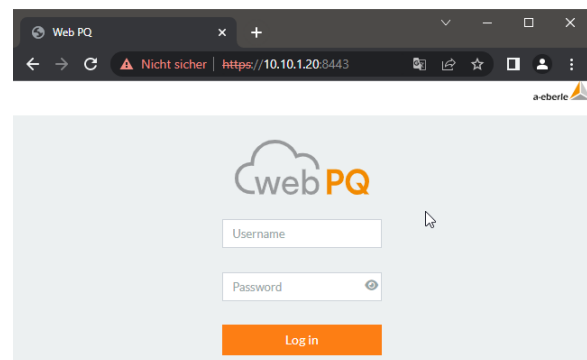 Web PQ
Nicht sicher | https://10.10.1.20:8443
a-eberle
web PQ
Username
Password
Log in